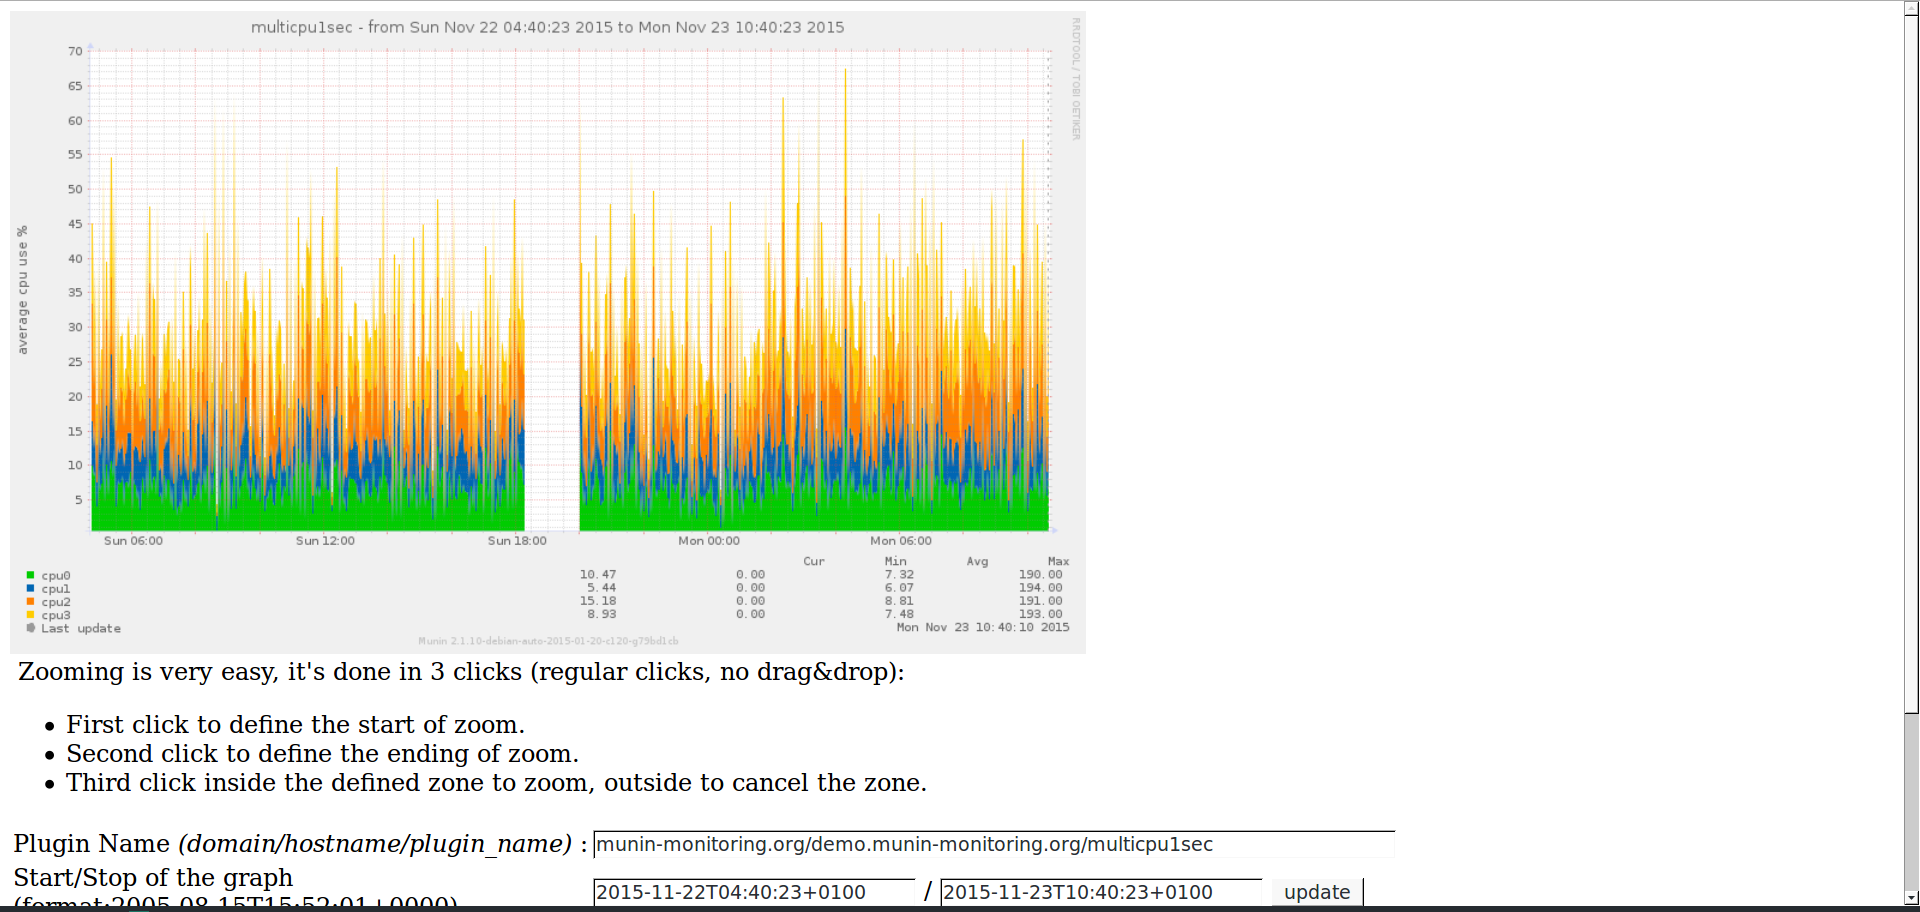 multicpu1sec - from Sun Nov 22 04:40:23 2015 to Mon Nov 23 10:40:23 2015
RRDTOOL / TOBI OETIKER
average cpu use %
70
65
60
55
50
45
40
35
30
25
20
15
10
5
Sun 06:00 Sun 12:00 Sun 18:00 Mon 00:00 Mon 06:00
Cur Min Avg Max
cpu0 10.47 0.00 7.32 190.00
cpu1 5.44 0.00 6.07 194.00
cpu2 15.18 0.00 8.81 191.00
cpu3 8.93 0.00 7.48 193.00
Last update Mon Nov 23 10:40:10 2015
Munin 2.1.10-debian-auto-2015-01-20-c120-g79bd1cb
Zooming is very easy, it's done in 3 clicks (regular clicks, no drag&drop):
• First click to define the start of zoom.
• Second click to define the ending of zoom.
• Third click inside the defined zone to zoom, outside to cancel the zone.
Plugin Name (domain/hostname/plugin_name) : munin-monitoring.org/demo.munin-monitoring.org/multicpu1sec
Start/Stop of the graph
(format:2005-08-15T15:52:01+0000) 2015-11-22T04:40:23+0100 / 2015-11-23T10:40:23+0100 update